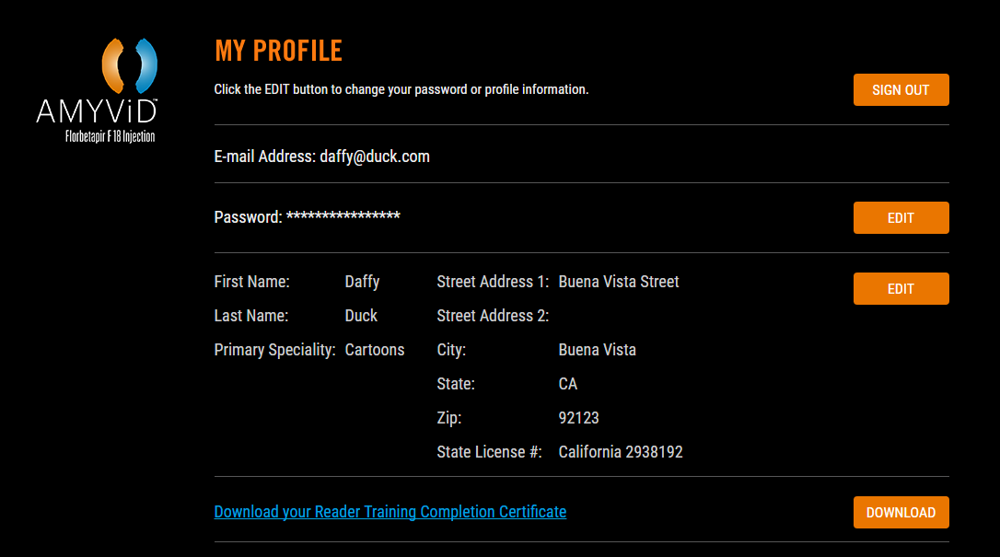 AMYViD™
Florbetapir F 18 Injection
MY PROFILE
Click the EDIT button to change your password or profile information.
SIGN OUT
E-mail Address: daffy@duck.com
Password: ****************
EDIT
First Name: Daffy Street Address 1: Buena Vista Street
EDIT
Last Name: Duck Street Address 2:
Primary Speciality: Cartoons City: Buena Vista
State: CA
Zip: 92123
State License #: California 2938192
Download your Reader Training Completion Certificate
DOWNLOAD